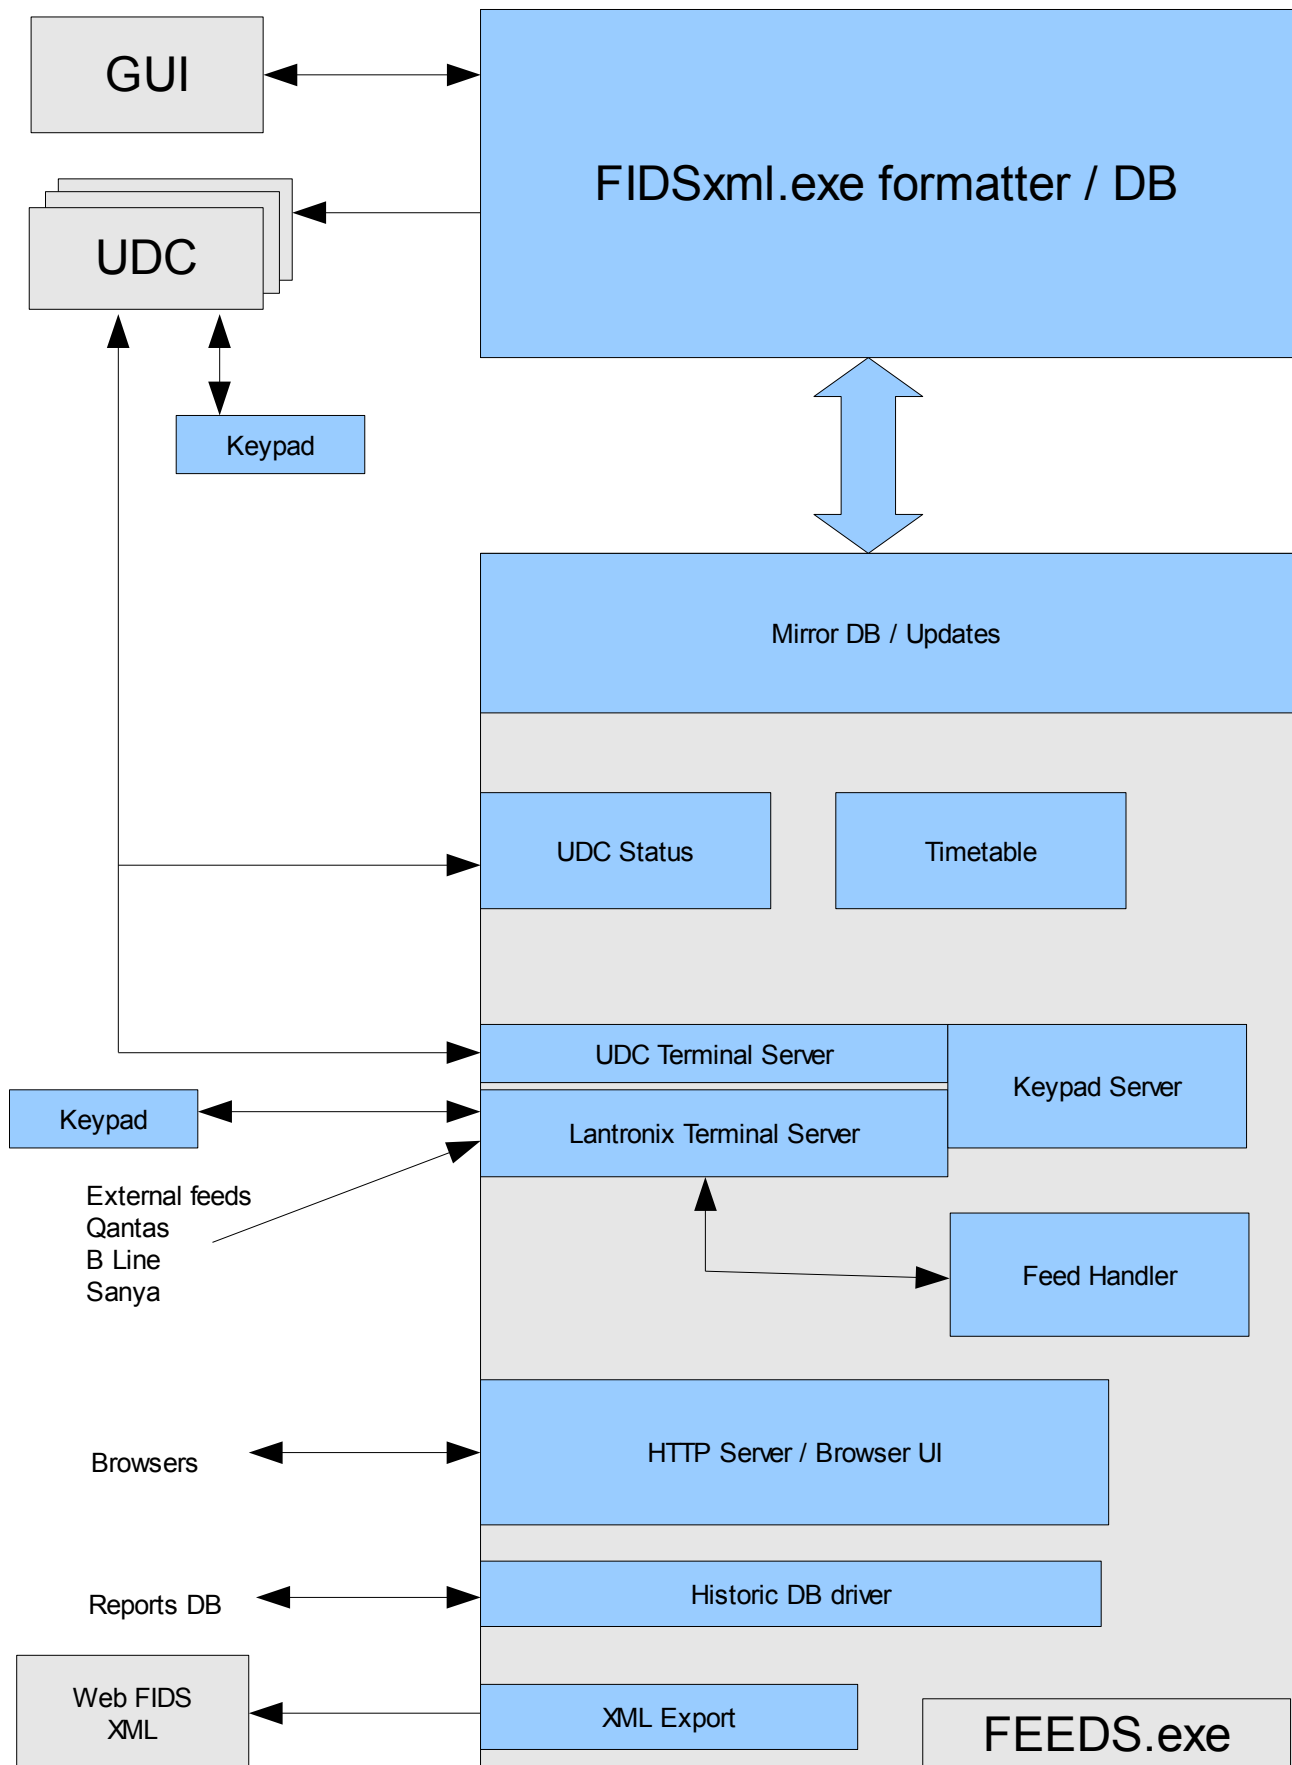 GUI
FIDSxml.exe formatter / DB
UDC
Keypad
Mirror DB / Updates
UDC Status
Timetable
UDC Terminal Server
Keypad Server
Keypad
Lantronix Terminal Server
External feeds
Qantas
B Line
Sanya
Feed Handler
HTTP Server / Browser UI
Browsers
Historic DB driver
Reports DB
Web FIDS
XML
XML Export
FEEDS.exe